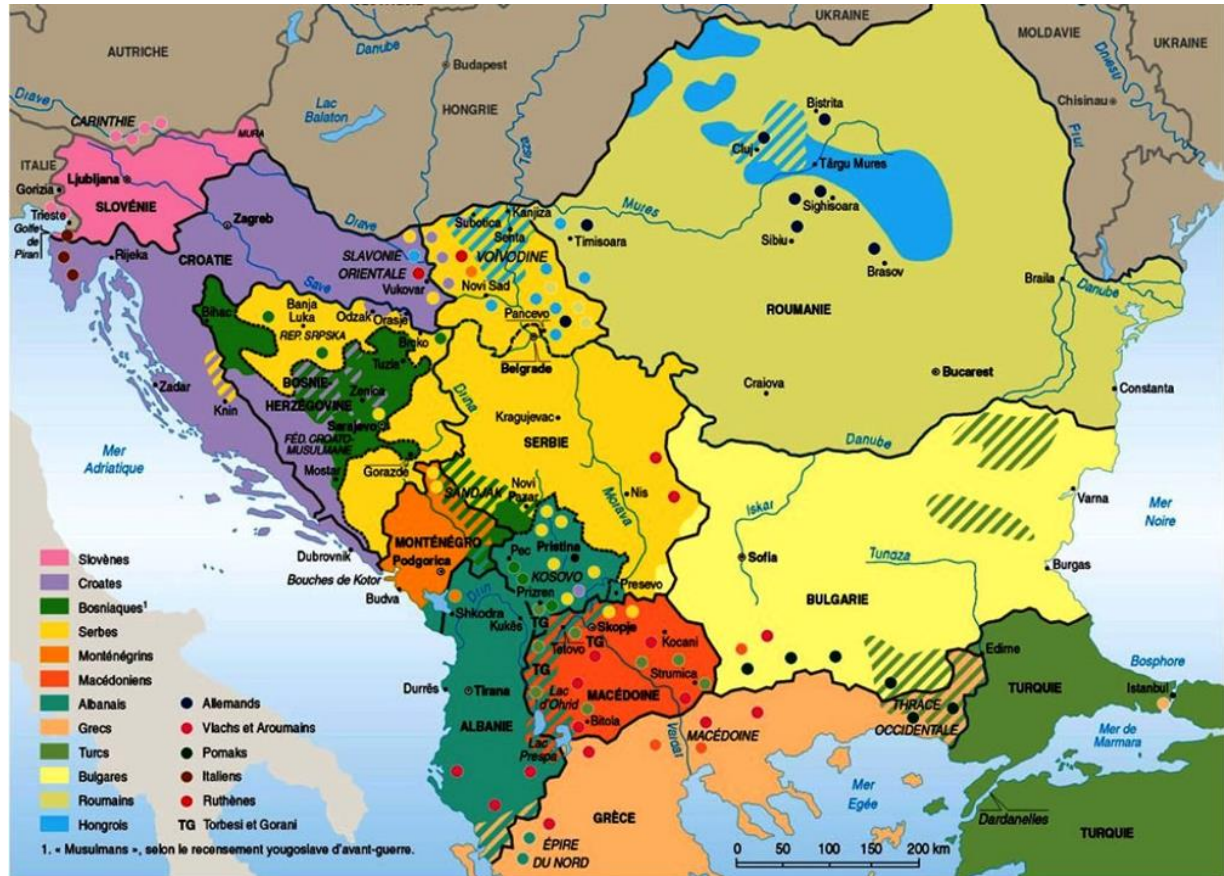 AUTRICHE
Danube
Budapest
HONGRIE
Lac
Balaton
Tisza
UKRAINE
MOLDAVIE
UKRAINE
Dniestr
Chisinau
Prut
Drave
CARINTHIE
MURA
ITALIE
Gorizia
Ljubljana
SLOVÉNIE
Trieste
Golfe
de
Piran
Rijeka
Zagreb
CROATIE
Drave
Save
SLAVONIE
ORIENTALE
Vukovar
Subotica
Kanjiza
Senta
VOÏVODINE
Novi Sad
Pancevo
Belgrade
Timisoara
Mures
Bistrita
Cluj
Târgu Mures
Sighisoara
Sibiu
Brasov
ROUMANIE
Braila
Danube
Craiova
Bucarest
Constanta
Danube
Bihac
Banja
Luka
REP. SRPSKA
Odzak
Orasje
Brcko
Tuzla
BOSNIE-
HERZÉGOVINE
Zenica
Sarajevo
FÉD. CROATO-
MUSULMANE
Mostar
Gorazde
Drina
Zadar
Knin
Mer
Adriatique
Kragujevac
SERBIE
Nis
Morava
SANDJAK
Novi
Pazar
MONTÉNÉGRO
Podgorica
Dubrovnik
Bouches de Kotor
Budva
Pec
Pristina
KOSOVO
Prizren
Presevo
Drin
Shkodra
Kukës
TG
Skopje
TG
Tetovo
TG
Kocani
Strumica
MACÉDOINE
Lac
d'Ohrid
Bitola
Lac
Prespa
Durrës
Tirana
ALBANIE
Vardar
MACÉDOINE
GRÈCE
ÉPIRE
DU NORD
Iskar
Sofia
Tundza
BULGARIE
Varna
Burgas
Mer
Noire
Edirne
THRACE
OCCIDENTALE
TURQUIE
Bosphore
Istanbul
Mer de
Marmara
Dardanelles
TURQUIE
Mer
Egée
Slovènes
Croates
Bosniaques¹
Serbes
Monténégrins
Macédoniens
Albanais
Grecs
Turcs
Bulgares
Roumains
Hongrois
Allemands
Vlachs et Aroumains
Pomaks
Italiens
Ruthènes
TG Torbesi et Gorani
1. « Musulmans », selon le recensement yougoslave d'avant-guerre.
0 50 100 150 200 km